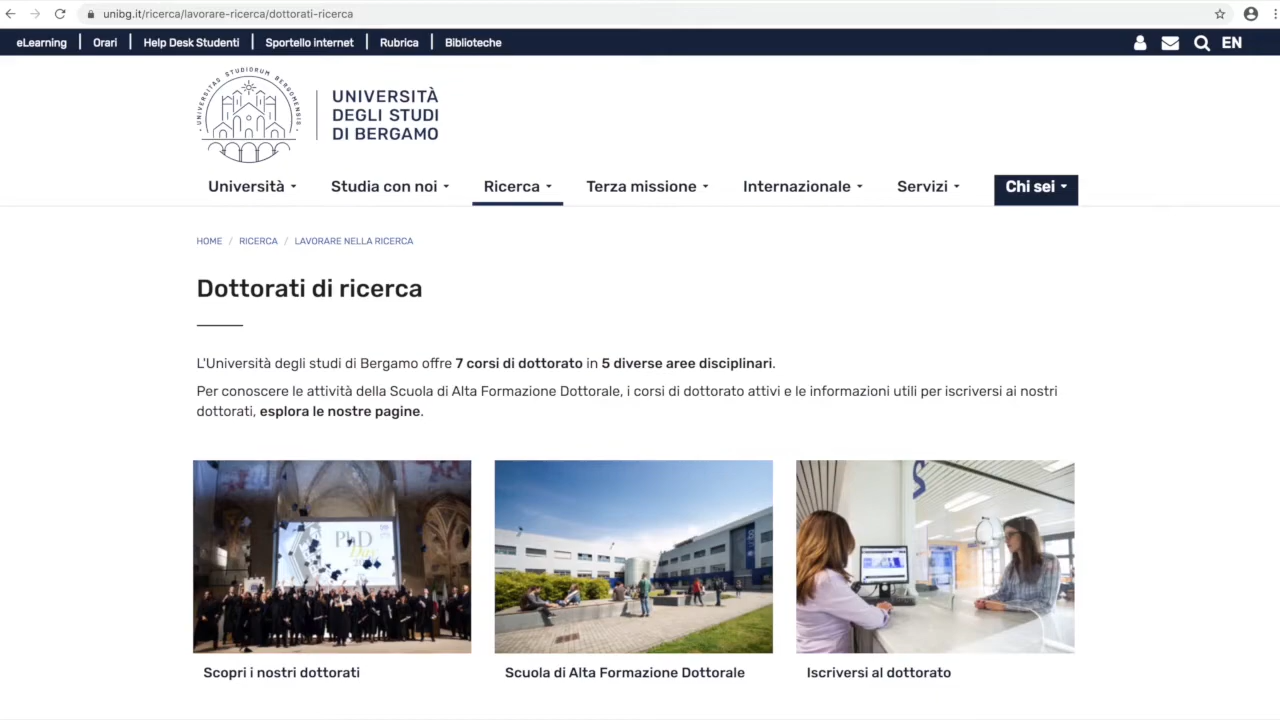 unibg.it/ricerca/lavorare-ricerca/dottorati-ricerca
eLearning Orari Help Desk Studenti Sportello internet Rubrica Biblioteche EN
UNIVERSITAS STUDIORUM BERGOMENSIS
UNIVERSITÀ
DEGLI STUDI
DI BERGAMO
Università Studia con noi Ricerca Terza missione Internazionale Servizi Chi sei
HOME / RICERCA / LAVORARE NELLA RICERCA
Dottorati di ricerca
L'Università degli studi di Bergamo offre 7 corsi di dottorato in 5 diverse aree disciplinari.
Per conoscere le attività della Scuola di Alta Formazione Dottorale, i corsi di dottorato attivi e le informazioni utili per iscriversi ai nostri
dottorati, esplora le nostre pagine.
PhD
Scopri i nostri dottorati Scuola di Alta Formazione Dottorale Iscriversi al dottorato